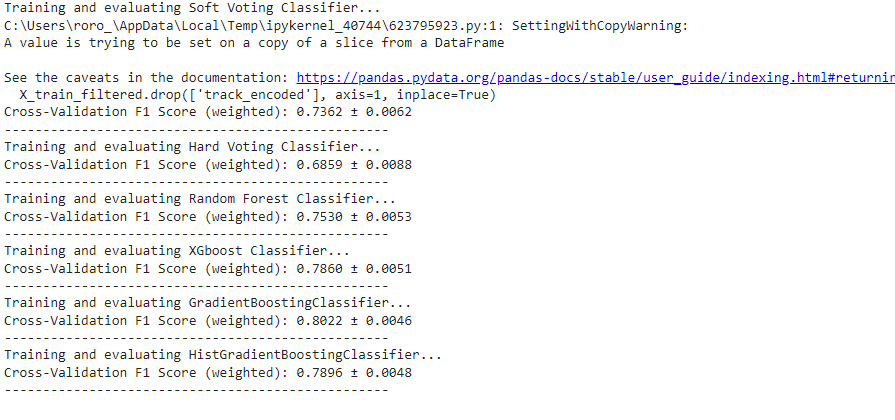 Training and evaluating Soft Voting Classifier...
C:\Users\roro_\AppData\Local\Temp\ipykernel_40744\623795923.py:1: SettingWithCopyWarning:
A value is trying to be set on a copy of a slice from a DataFrame
See the caveats in the documentation: https://pandas.pydata.org/pandas-docs/stable/user_guide/indexing.html#returnin
  X_train_filtered.drop(['track_encoded'], axis=1, inplace=True)
Cross-Validation F1 Score (weighted): 0.7362 ± 0.0062
--------------------------------------------------
Training and evaluating Hard Voting Classifier...
Cross-Validation F1 Score (weighted): 0.6859 ± 0.0088
--------------------------------------------------
Training and evaluating Random Forest Classifier...
Cross-Validation F1 Score (weighted): 0.7530 ± 0.0053
--------------------------------------------------
Training and evaluating XGboost Classifier...
Cross-Validation F1 Score (weighted): 0.7860 ± 0.0051
--------------------------------------------------
Training and evaluating GradientBoostingClassifier...
Cross-Validation F1 Score (weighted): 0.8022 ± 0.0046
--------------------------------------------------
Training and evaluating HistGradientBoostingClassifier...
Cross-Validation F1 Score (weighted): 0.7896 ± 0.0048
--------------------------------------------------